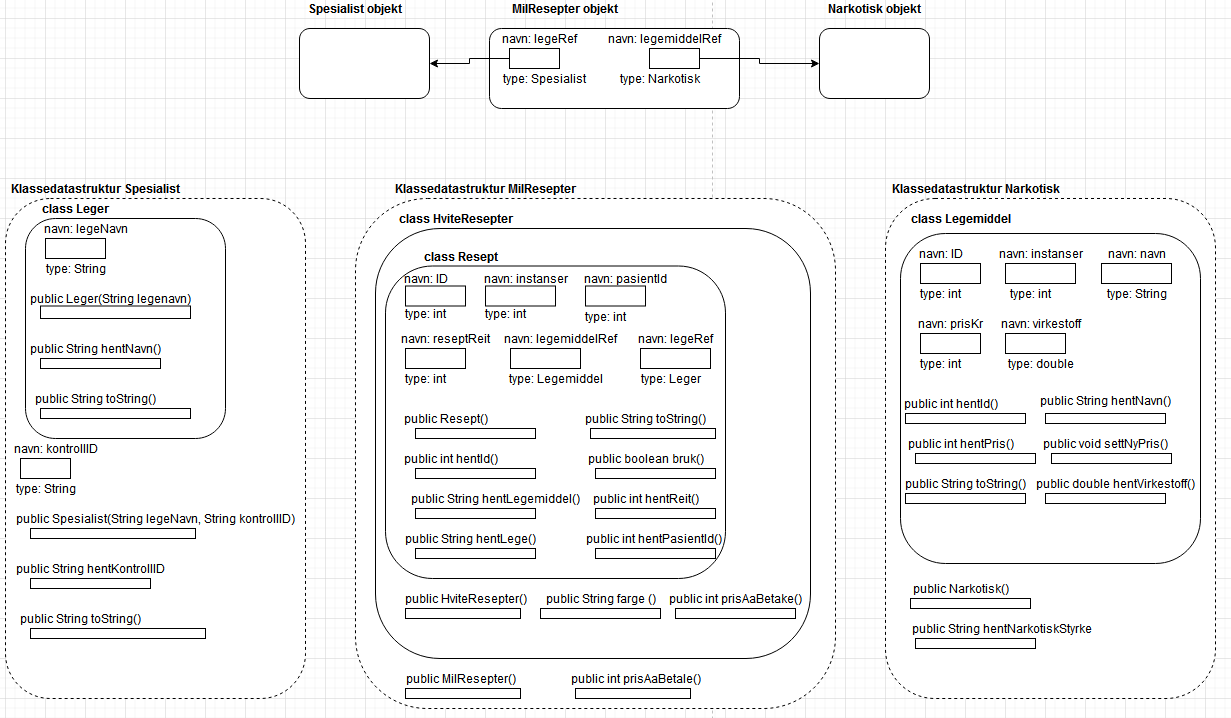 Spesialist objekt
MilResepter objekt
Narkotisk objekt
navn: legeRef
navn: legemiddelRef
type: Spesialist
type: Narkotisk
Klassedatastruktur Spesialist
class Leger
navn: legeNavn
type: String
public Leger(String legenavn)
public String hentNavn()
public String toString()
navn: kontrollID
type: String
public Spesialist(String legeNavn, String kontrollID)
public String hentKontrollID
public String toString()
Klassedatastruktur MilResepter
class HviteResepter
class Resept
navn: ID
navn: instanser
navn: pasientId
type: int
type: int
type: int
navn: reseptReit
navn: legemiddelRef
navn: legeRef
type: int
type: Legemiddel
type: Leger
public Resept()
public String toString()
public int hentId()
public boolean bruk()
public String hentLegemiddel()
public int hentReit()
public String hentLege()
public int hentPasientId()
public HviteResepter()
public String farge ()
public int prisAaBetake()
public MilResepter()
public int prisAaBetale()
Klassedatastruktur Narkotisk
class Legemiddel
navn: ID
navn: instanser
navn: navn
type: int
type: int
type: String
navn: prisKr
navn: virkestoff
type: int
type: double
public int hentId()
public String hentNavn()
public int hentPris()
public void settNyPris()
public String toString()
public double hentVirkestoff()
public Narkotisk()
public String hentNarkotiskStyrke